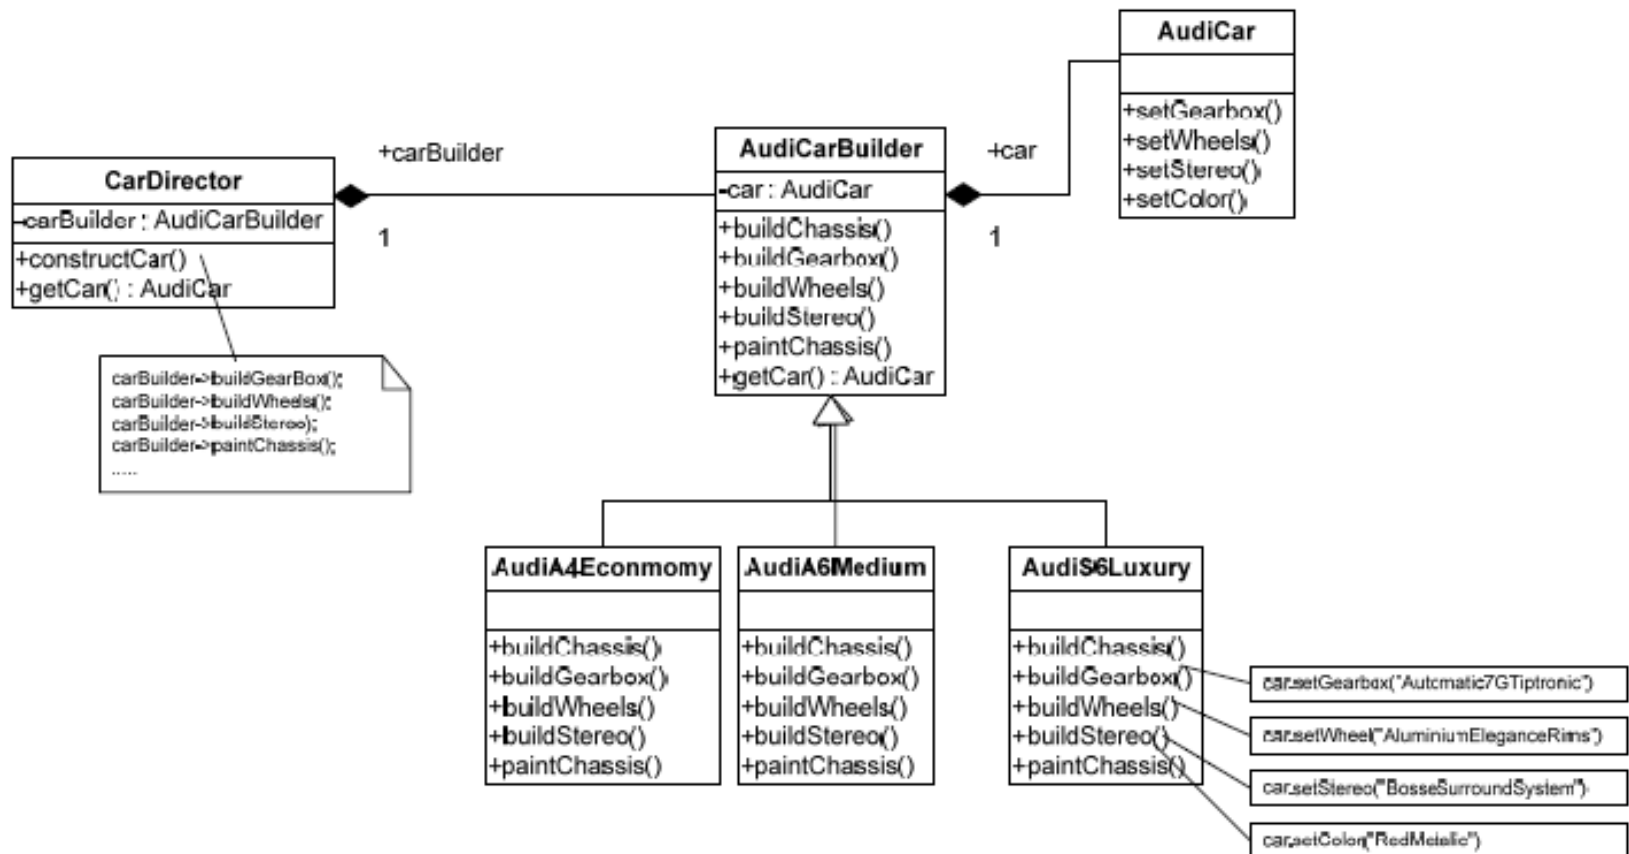 AudiCar
+setGearbox()
+setWheels()
+setStereo()
+setColor()
+carBuilder
1
CarDirector
-carBuilder : AudiCarBuilder
+constructCar()
+getCar() : AudiCar
carBuilder->buildGearBox();
carBuilder->buildWheels();
carBuilder->buildStereo);
carBuilder->paintChassis();
.....
AudiCarBuilder
-car : AudiCar
+buildChassis()
+buildGearbox()
+buildWheels()
+buildStereo()
+paintChassis()
+getCar() : AudiCar
+car
1
AudiA4Econmomy
+buildChassis()
+buildGearbox()
+buildWheels()
+buildStereo()
+paintChassis()
AudiA6Medium
+buildChassis()
+buildGearbox()
+buildWheels()
+buildStereo()
+paintChassis()
AudiS6Luxury
+buildChassis()
+buildGearbox()
+buildWheels()
+buildStereo()
+paintChassis()
car.setGearbox("Automatic7GTiptronic")
car.setWheel("AluminiumEleganceRims")
car.setStereo("BosseSurroundSystem")
car.setColor("RedMetalic")